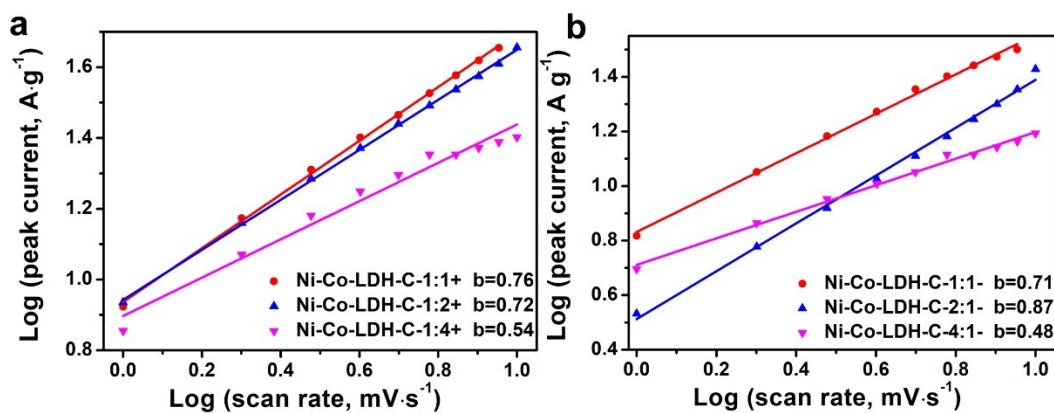 a
Log (peak current, A·g⁻¹)
1.6
1.4
1.2
1.0
0.8
Ni-Co-LDH-C-1:1+ b=0.76
Ni-Co-LDH-C-1:2+ b=0.72
Ni-Co-LDH-C-1:4+ b=0.54
0.0 0.2 0.4 0.6 0.8 1.0
Log (scan rate, mV·s⁻¹)
b
Log (peak current, A g⁻¹)
1.4
1.2
1.0
0.8
0.6
0.4
Ni-Co-LDH-C-1:1- b=0.71
Ni-Co-LDH-C-2:1- b=0.87
Ni-Co-LDH-C-4:1- b=0.48
0.0 0.2 0.4 0.6 0.8 1.0
Log (scan rate, mV·s⁻¹)